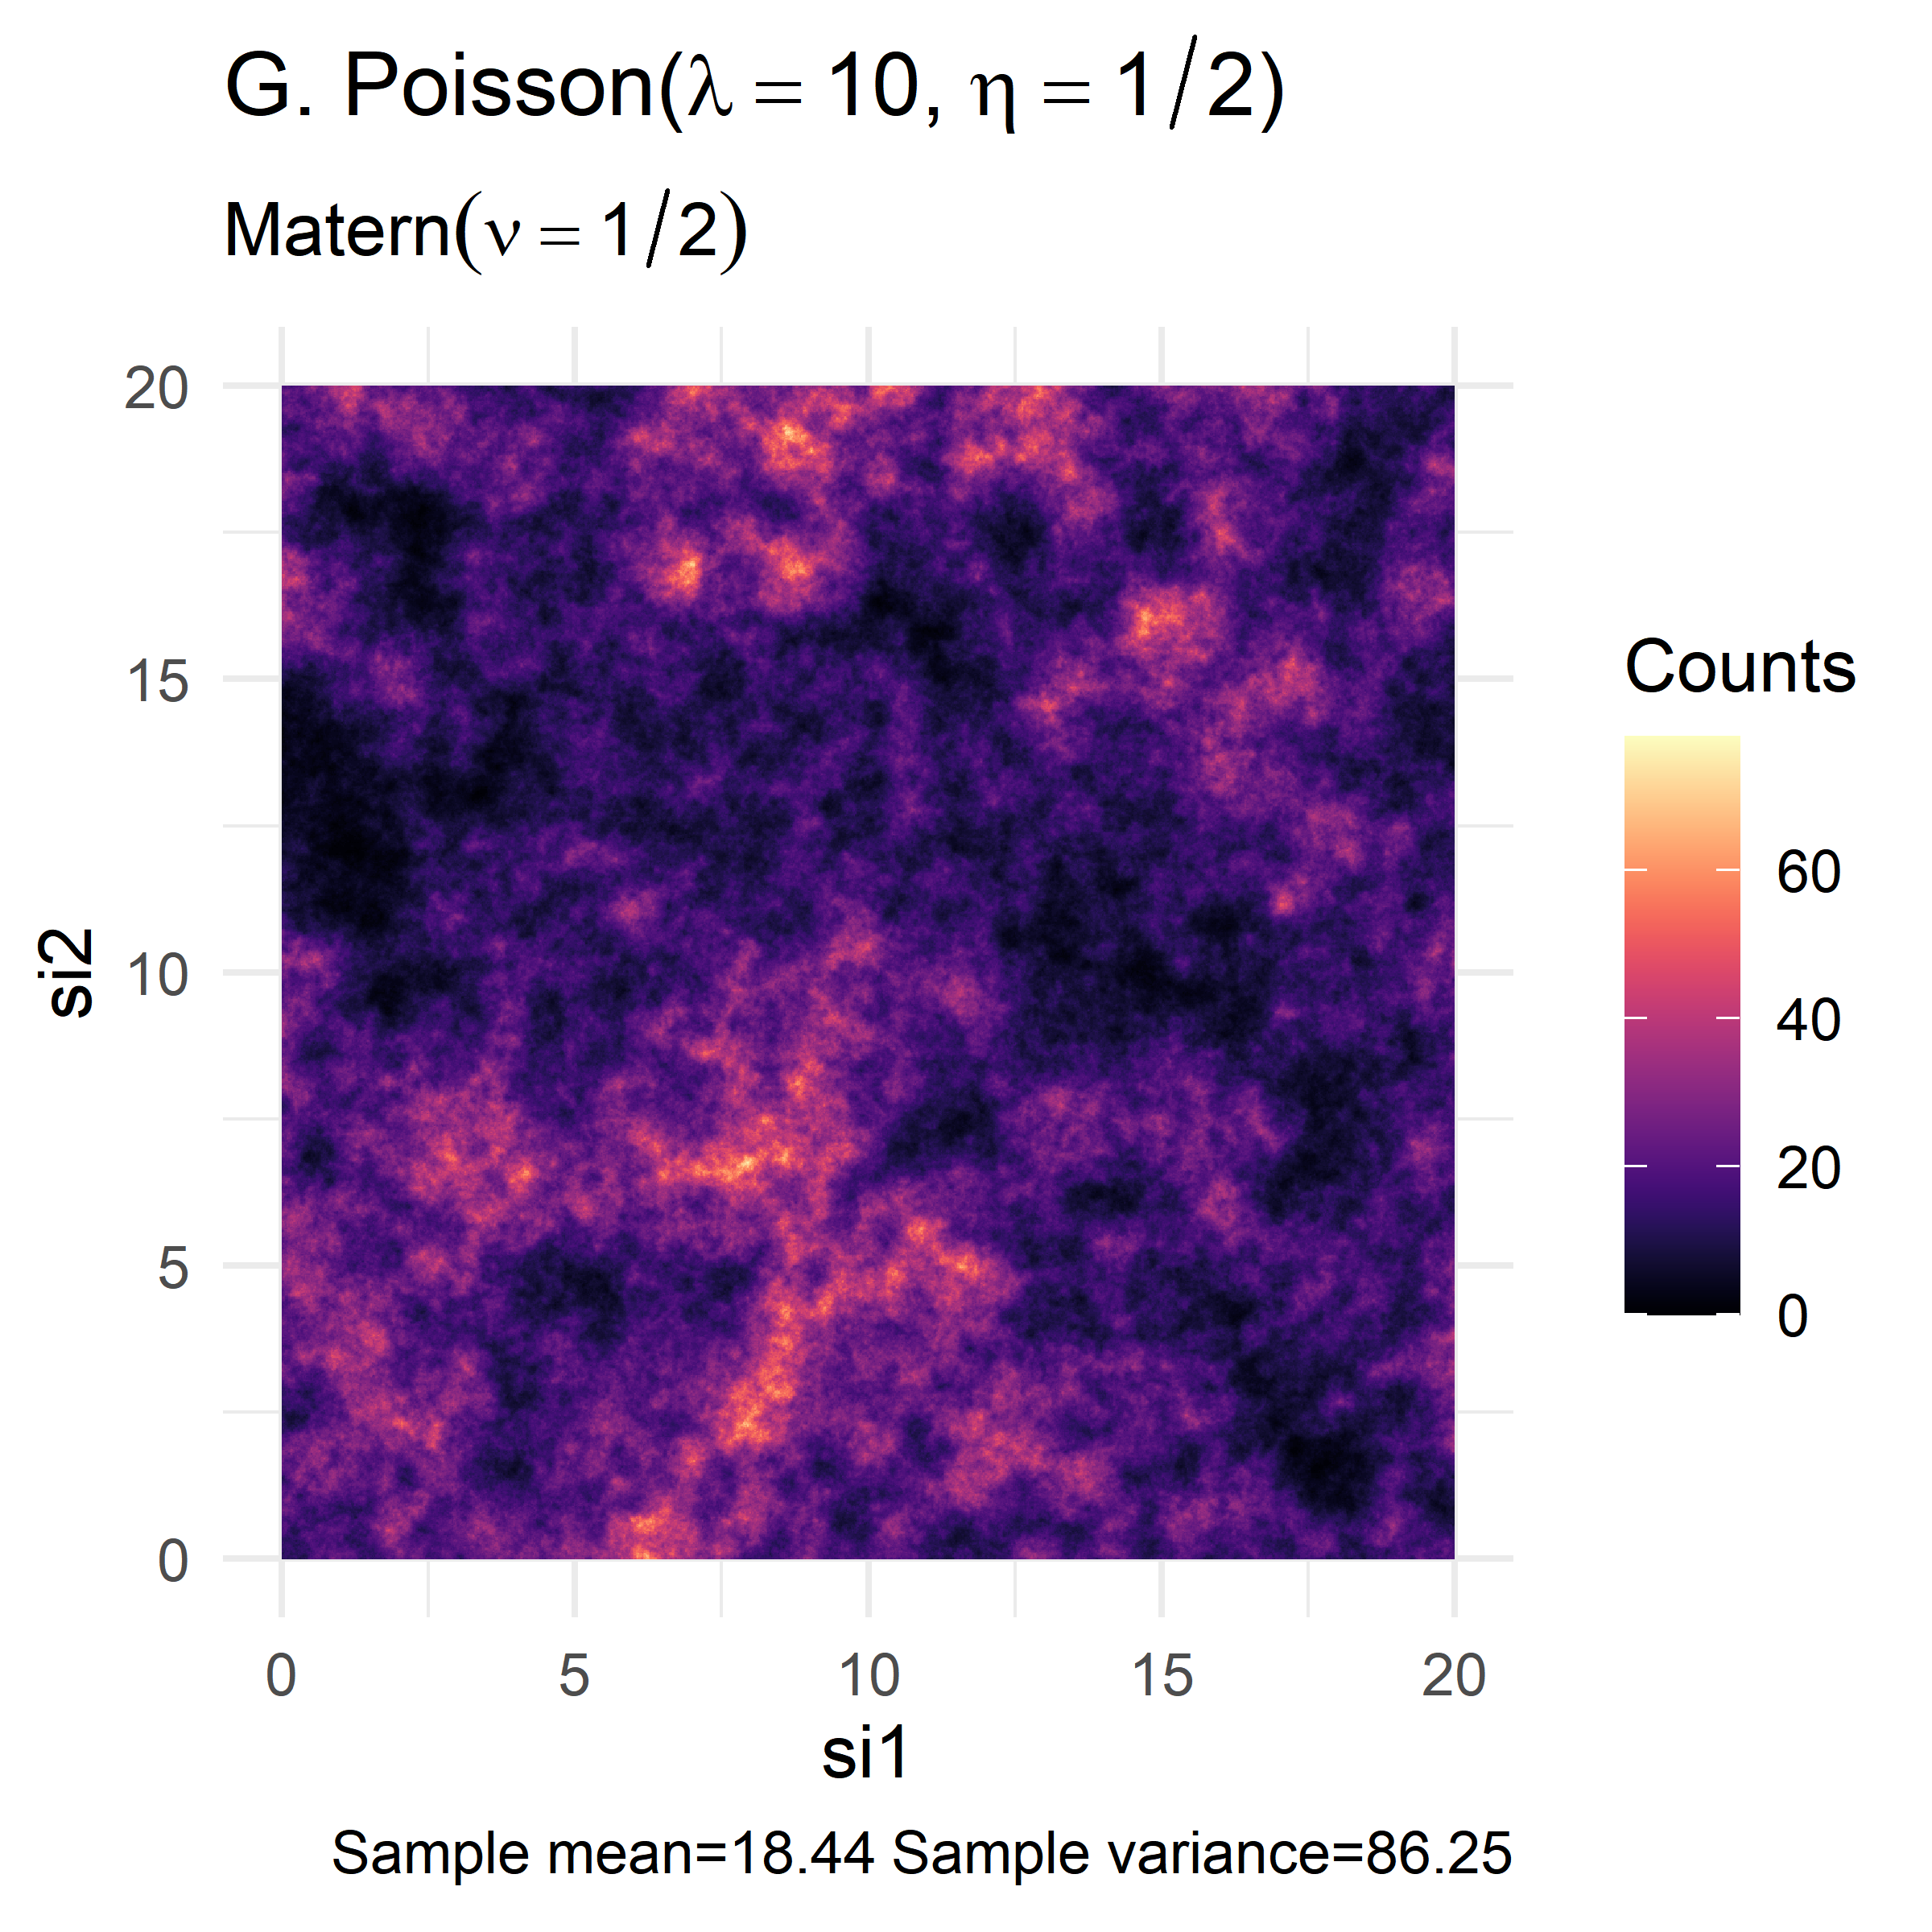 G. Poisson(λ = 10, η = 1/2)
Matern(ν = 1/2)
20
15
10
5
0
si2
0 5 10 15 20
si1
Counts
60
40
20
0
Sample mean=18.44 Sample variance=86.25